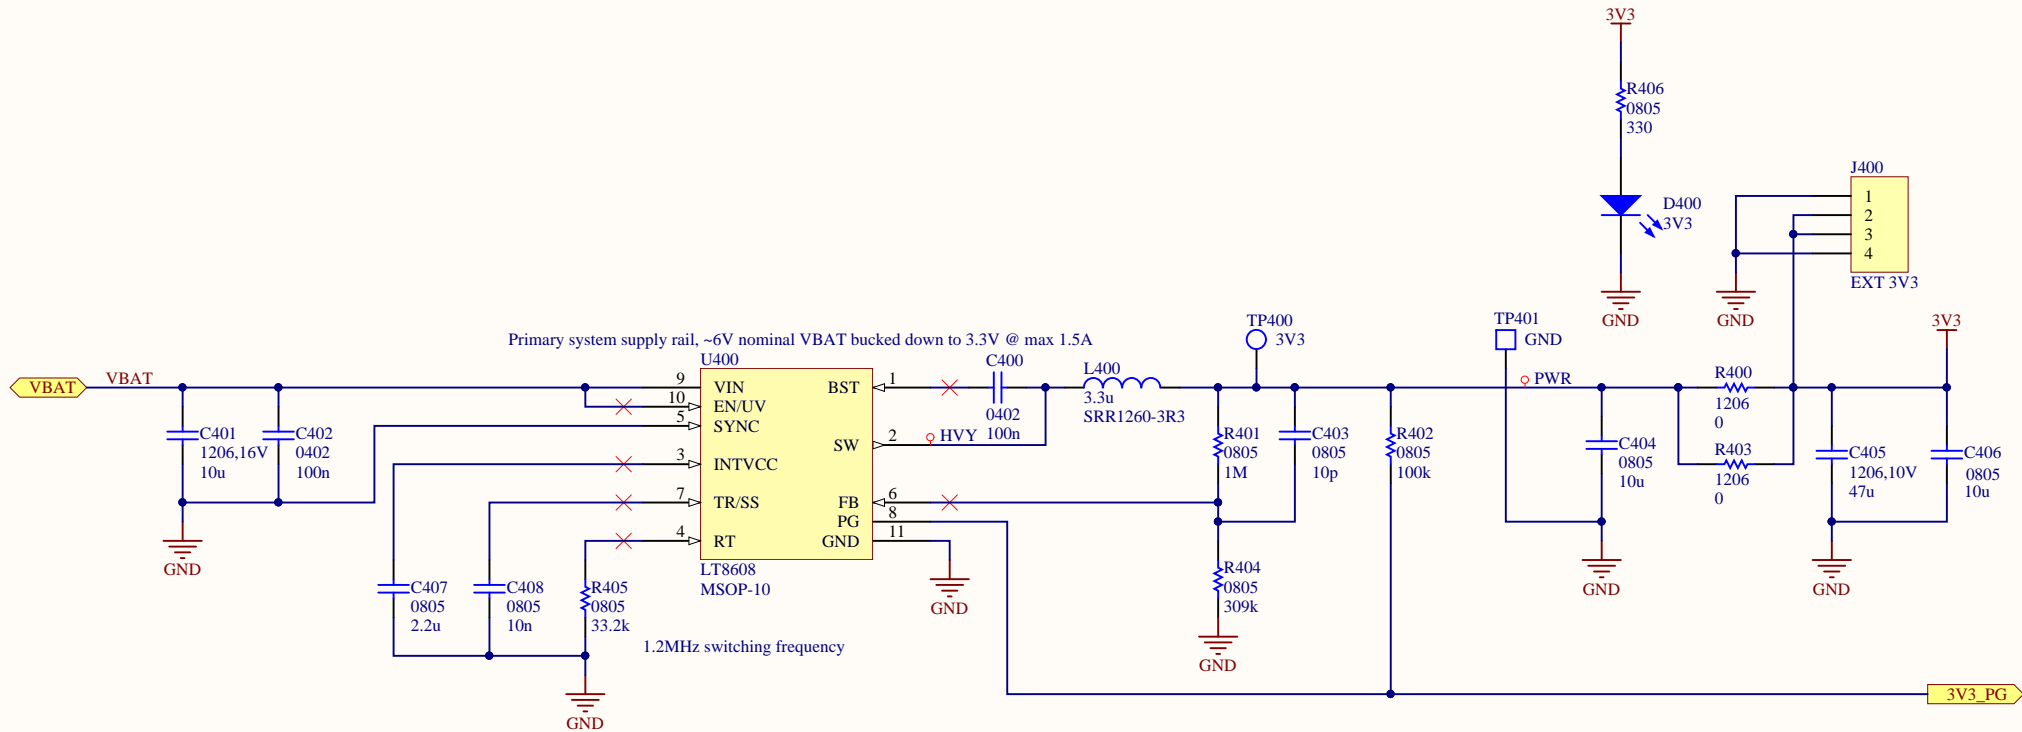 3V3
R406
0805
330
D400
3V3
GND
J400
1
2
3
4
EXT 3V3
GND
Primary system supply rail, ~6V nominal VBAT bucked down to 3.3V @ max 1.5A
VBAT
VBAT
C401
1206,16V
10u
C402
0402
100n
GND
U400
9
VIN
10
EN/UV
5
SYNC
3
INTVCC
7
TR/SS
4
RT
BST
1
SW
2
FB
6
PG
8
GND
11
LT8608
MSOP-10
C407
0805
2.2u
C408
0805
10n
R405
0805
33.2k
GND
1.2MHz switching frequency
C400
0402
100n
HVY
L400
3.3u
SRR1260-3R3
GND
TP400
3V3
R401
0805
1M
C403
0805
10p
R402
0805
100k
R404
0805
309k
GND
TP401
GND
PWR
C404
0805
10u
GND
R400
1206
0
R403
1206
0
3V3
C405
1206,10V
47u
C406
0805
10u
GND
3V3_PG